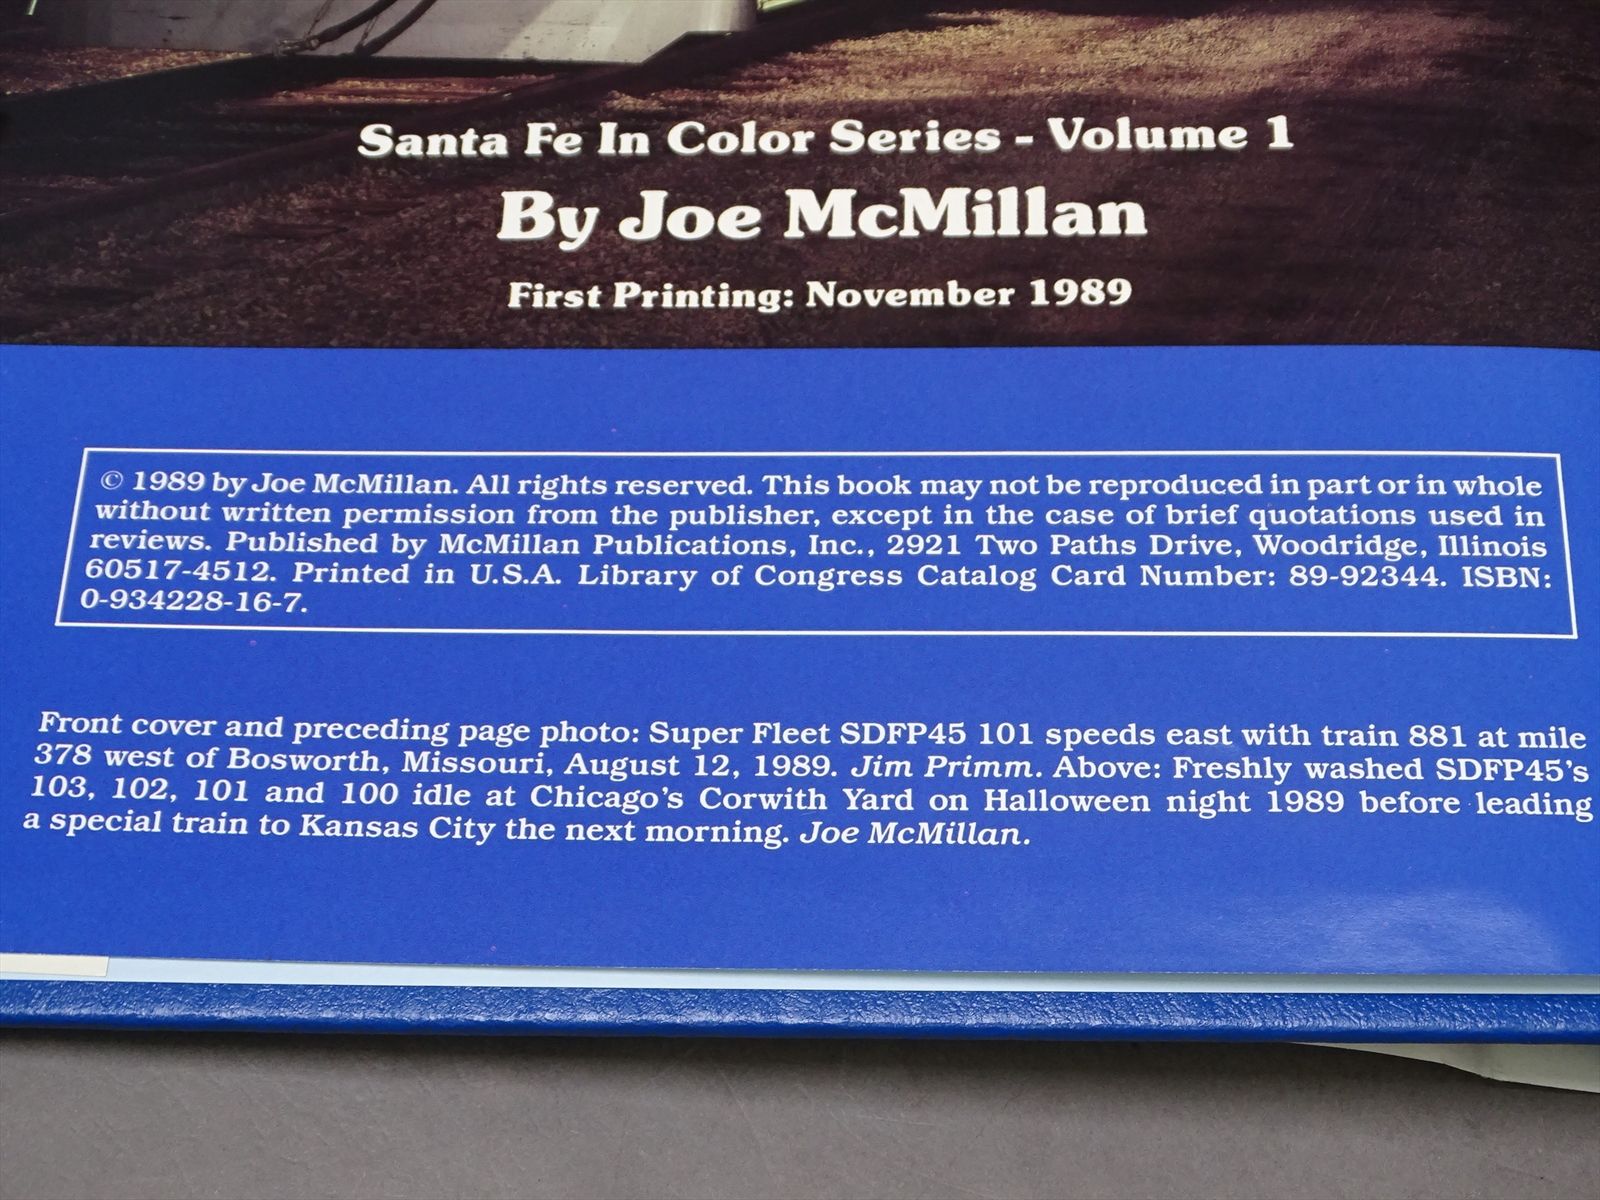 Santa Fe In Color Series - Volume 1
By Joe McMillan
First Printing: November 1989
© 1989 by Joe McMillan. All rights reserved. This book may not be reproduced in part or in whole
without written permission from the publisher, except in the case of brief quotations used in
reviews. Published by McMillan Publications, Inc., 2921 Two Paths Drive, Woodridge, Illinois
60517-4512. Printed in U.S.A. Library of Congress Catalog Card Number: 89-92344. ISBN:
0-934228-16-7.
Front cover and preceding page photo: Super Fleet SDFP45 101 speeds east with train 881 at mile
378 west of Bosworth, Missouri, August 12, 1989. Jim Primm. Above: Freshly washed SDFP45's
103, 102, 101 and 100 idle at Chicago's Corwith Yard on Halloween night 1989 before leading
a special train to Kansas City the next morning. Joe McMillan.